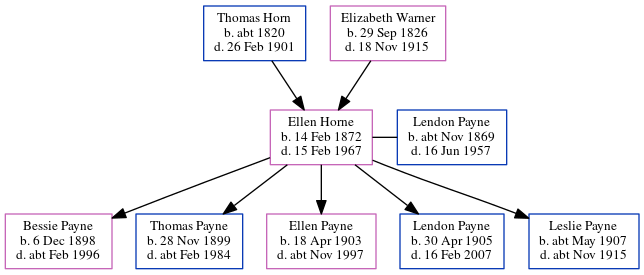 Thomas Horn
b. abt 1820
d. 26 Feb 1901
Elizabeth Warner
b. 29 Sep 1826
d. 18 Nov 1915
Ellen Horne
b. 14 Feb 1872
d. 15 Feb 1967
Lendon Payne
b. abt Nov 1869
d. 16 Jun 1957
Bessie Payne
b. 6 Dec 1898
d. abt Feb 1996
Thomas Payne
b. 28 Nov 1899
d. abt Feb 1984
Ellen Payne
b. 18 Apr 1903
d. abt Nov 1997
Lendon Payne
b. 30 Apr 1905
d. 16 Feb 2007
Leslie Payne
b. abt May 1907
d. abt Nov 1915